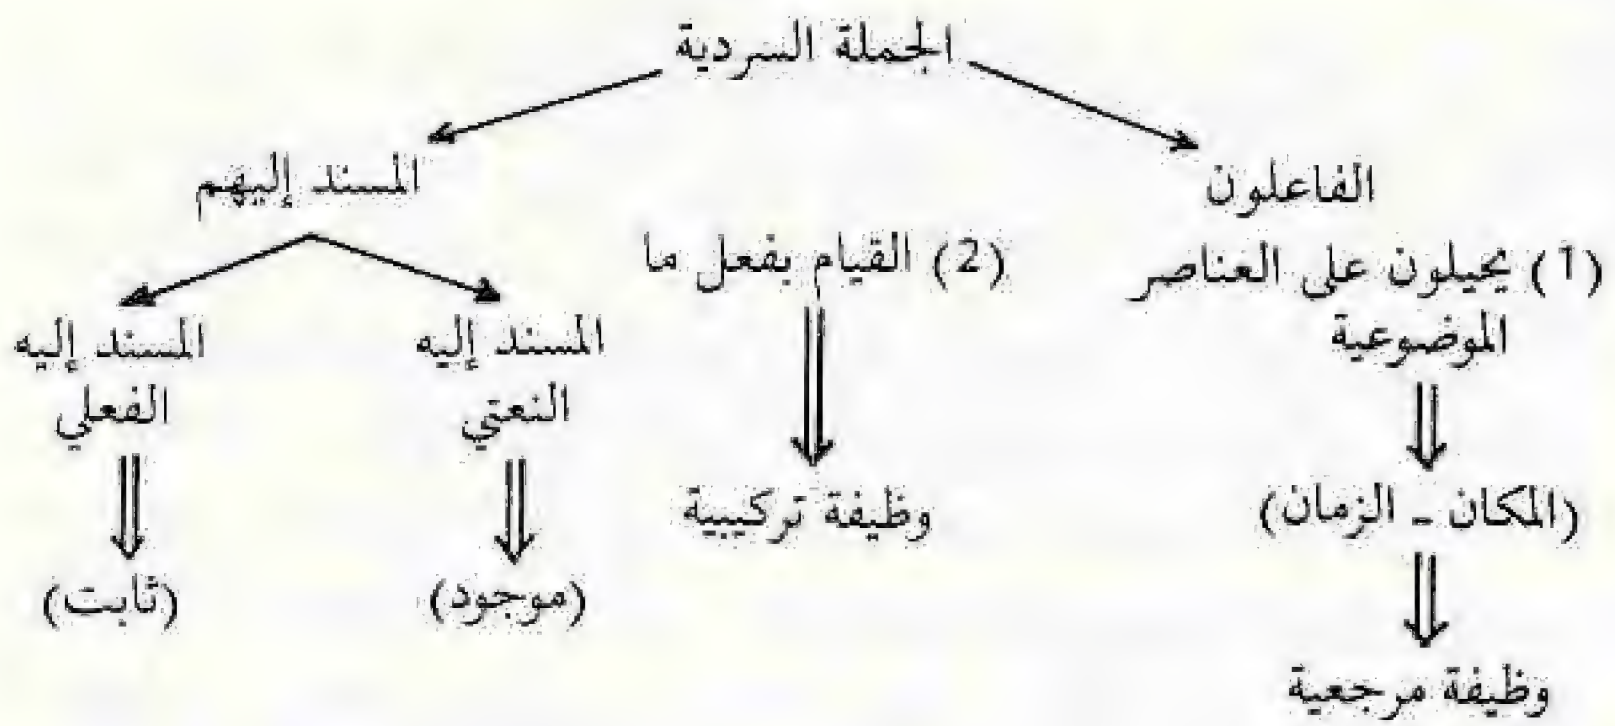 الجملة السردية
الفاعلون
المسند إليهم
(1) يحيلون على العناصر
الموضوعية
(2) القيام بفعل ما
المسند إليه
النعتي
المسند إليه
الفعلي
(المكان - الزمان)
وظيفة تركيبية
(موجود)
(ثابت)
وظيفة مرجعية